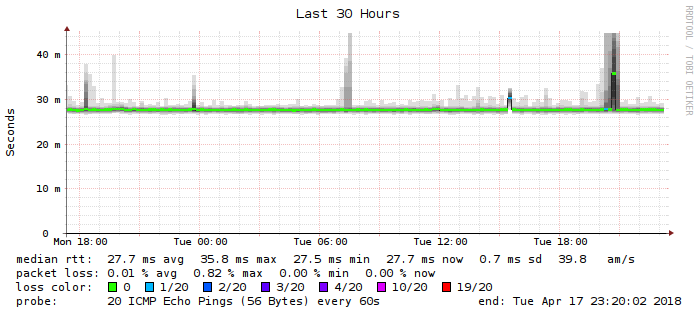 Last 30 Hours
RRDTOOL / TOBI OETIKER
Seconds
40 m
30 m
20 m
10 m
0
Mon 18:00 Tue 00:00 Tue 06:00 Tue 12:00 Tue 18:00
median rtt: 27.7 ms avg 35.8 ms max 27.5 ms min 27.7 ms now 0.7 ms sd 39.8 am/s
packet loss: 0.01 % avg 0.82 % max 0.00 % min 0.00 % now
loss color: 0 1/20 2/20 3/20 4/20 10/20 19/20
probe: 20 ICMP Echo Pings (56 Bytes) every 60s end: Tue Apr 17 23:20:02 2018